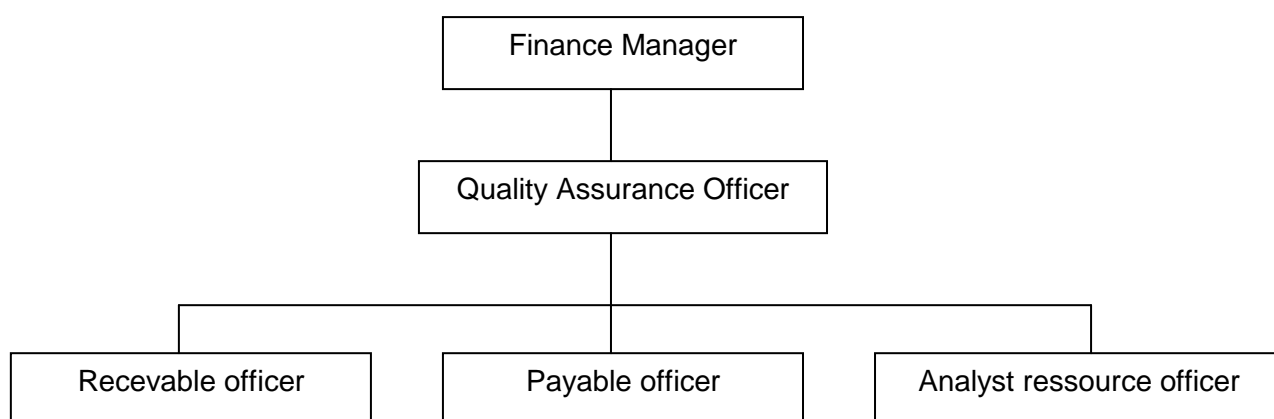 Finance Manager
Quality Assurance Officer
Recevable officer
Payable officer
Analyst ressource officer